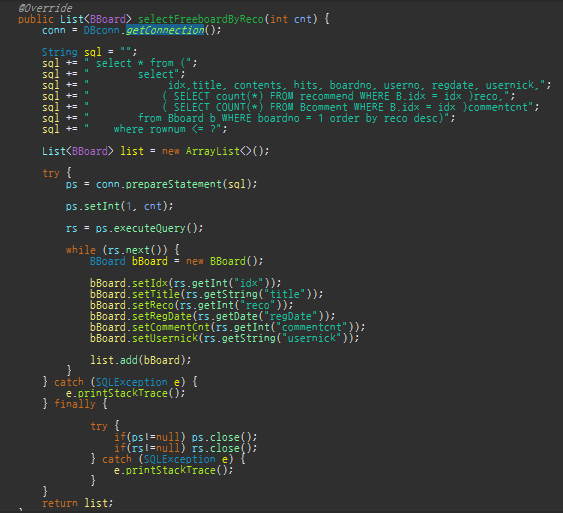 @Override
public List<BBoard> selectFreeboardByReco(int cnt) {
    conn = DBconn.getConnection();

    String sql = "";
    sql += " select * from (";
    sql += "        select";
    sql += "            idx,title, contents, hits, boardno, userno, regdate, usernick,";
    sql += "            ( SELECT count(*) FROM recommend WHERE B.idx = idx )reco,";
    sql += "            ( SELECT COUNT(*) FROM Bcomment WHERE B.idx = idx )commentcnt";
    sql += "        from Bboard b WHERE boardno = 1 order by reco desc)";
    sql += "    where rownum <= ?";

    List<BBoard> list = new ArrayList<>();

    try {
        ps = conn.prepareStatement(sql);

        ps.setInt(1, cnt);

        rs = ps.executeQuery();

        while (rs.next()) {
            BBoard bBoard = new BBoard();

            bBoard.setIdx(rs.getInt("idx"));
            bBoard.setTitle(rs.getString("title"));
            bBoard.setReco(rs.getInt("reco"));
            bBoard.setRegDate(rs.getDate("regDate"));
            bBoard.setCommentCnt(rs.getInt("commentcnt"));
            bBoard.setUsernick(rs.getString("usernick"));

            list.add(bBoard);
        }
    } catch (SQLException e) {
        e.printStackTrace();
    } finally {

            try {
                if(ps!=null) ps.close();
                if(rs!=null) rs.close();
            } catch (SQLException e) {
                e.printStackTrace();
            }
    }
    return list;